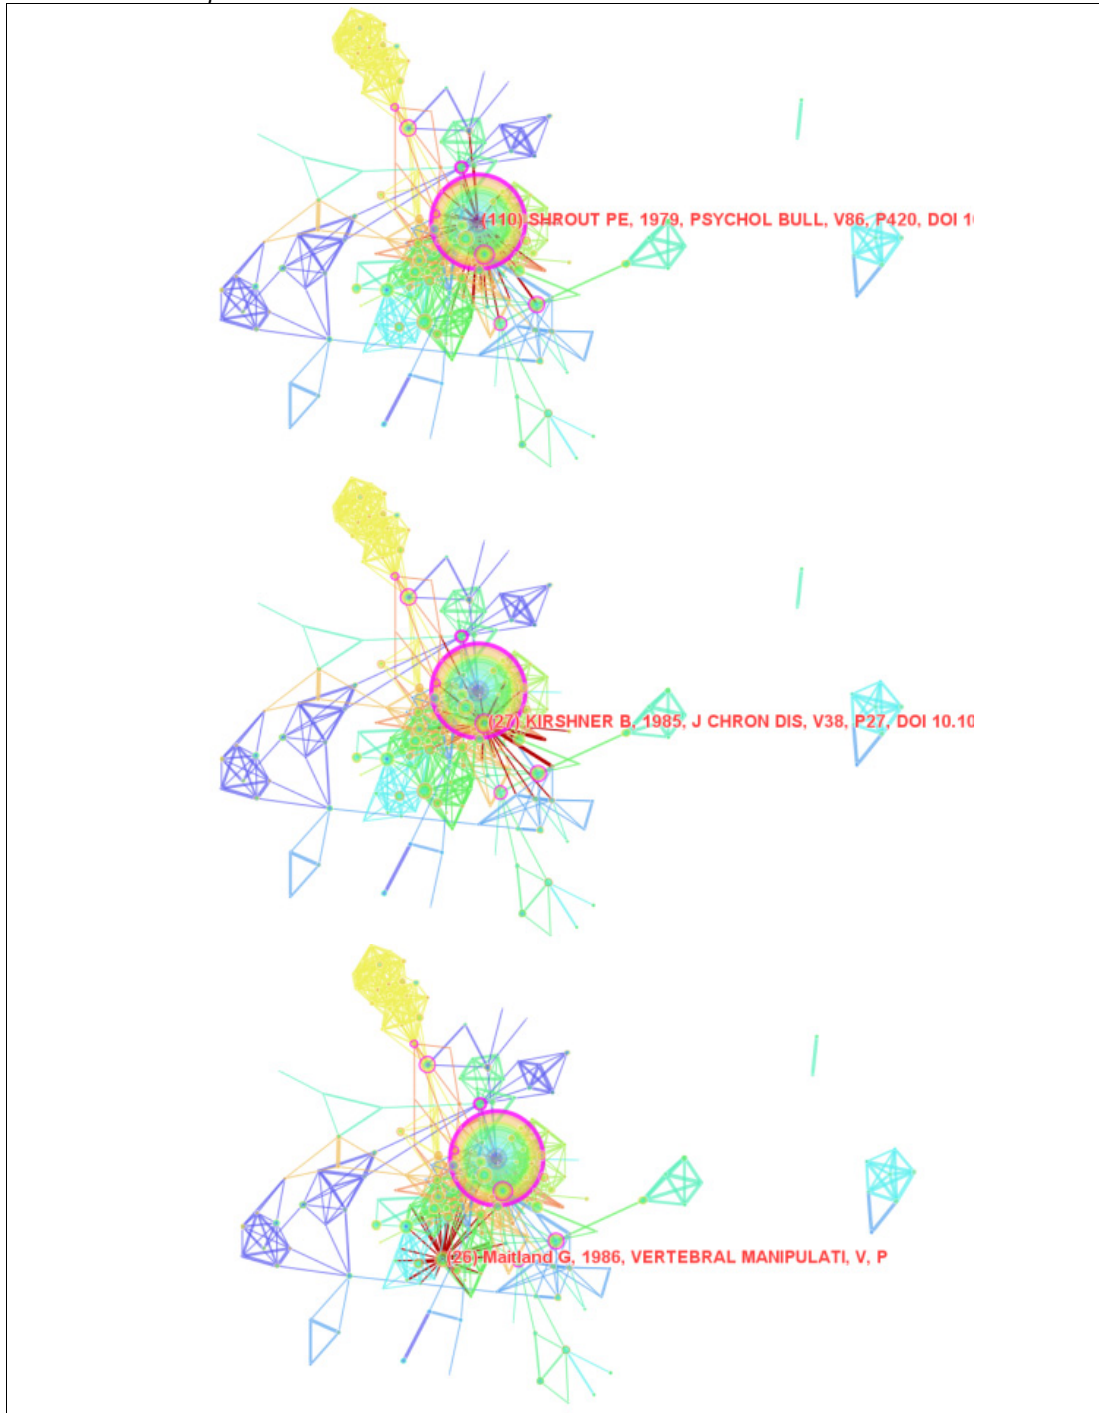 (110) SHROUT PE, 1979, PSYCHOL BULL, V86, P420, DOI 10
(27) KIRSHNER B, 1985, J CHRON DIS, V38, P27, DOI 10.10
(26) Maitland G, 1986, VERTEBRAL MANIPULATI, V, P